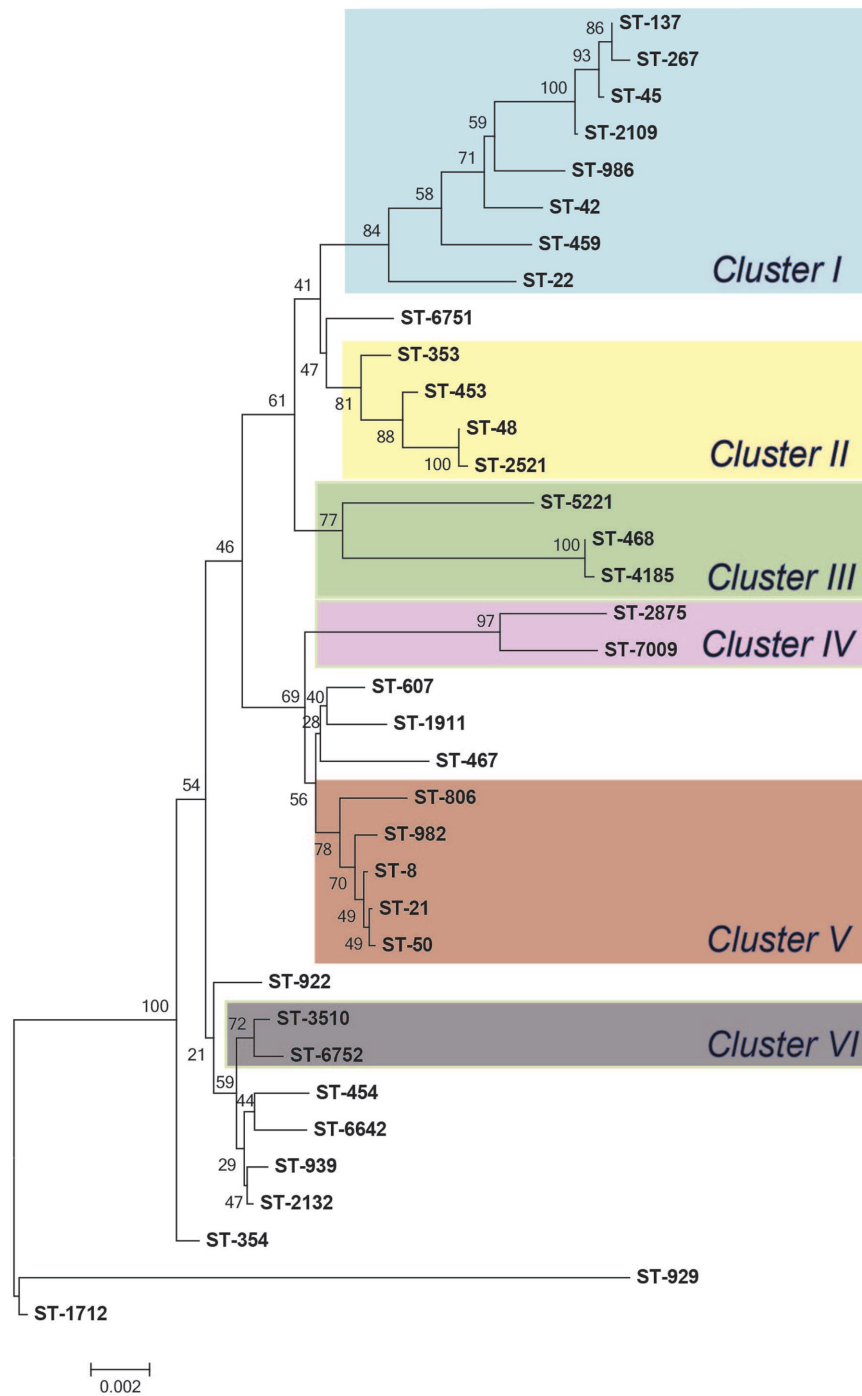 86
ST-137
93
ST-267
100
ST-45
59
ST-2109
71
ST-986
58
ST-42
84
ST-459
Cluster I
ST-22
41
ST-6751
47
ST-353
61
81
ST-453
88
ST-48
Cluster II
100
ST-2521
77
ST-5221
46
100
ST-468
ST-4185
Cluster III
97
ST-2875
ST-7009
Cluster IV
69
40
ST-607
28
ST-1911
ST-467
54
56
ST-806
78
ST-982
70
ST-8
49
ST-21
Cluster V
49
ST-50
ST-922
100
72
ST-3510
21
ST-6752
Cluster VI
59
44
ST-454
ST-6642
29
ST-939
47
ST-2132
ST-354
ST-929
ST-1712
0.002